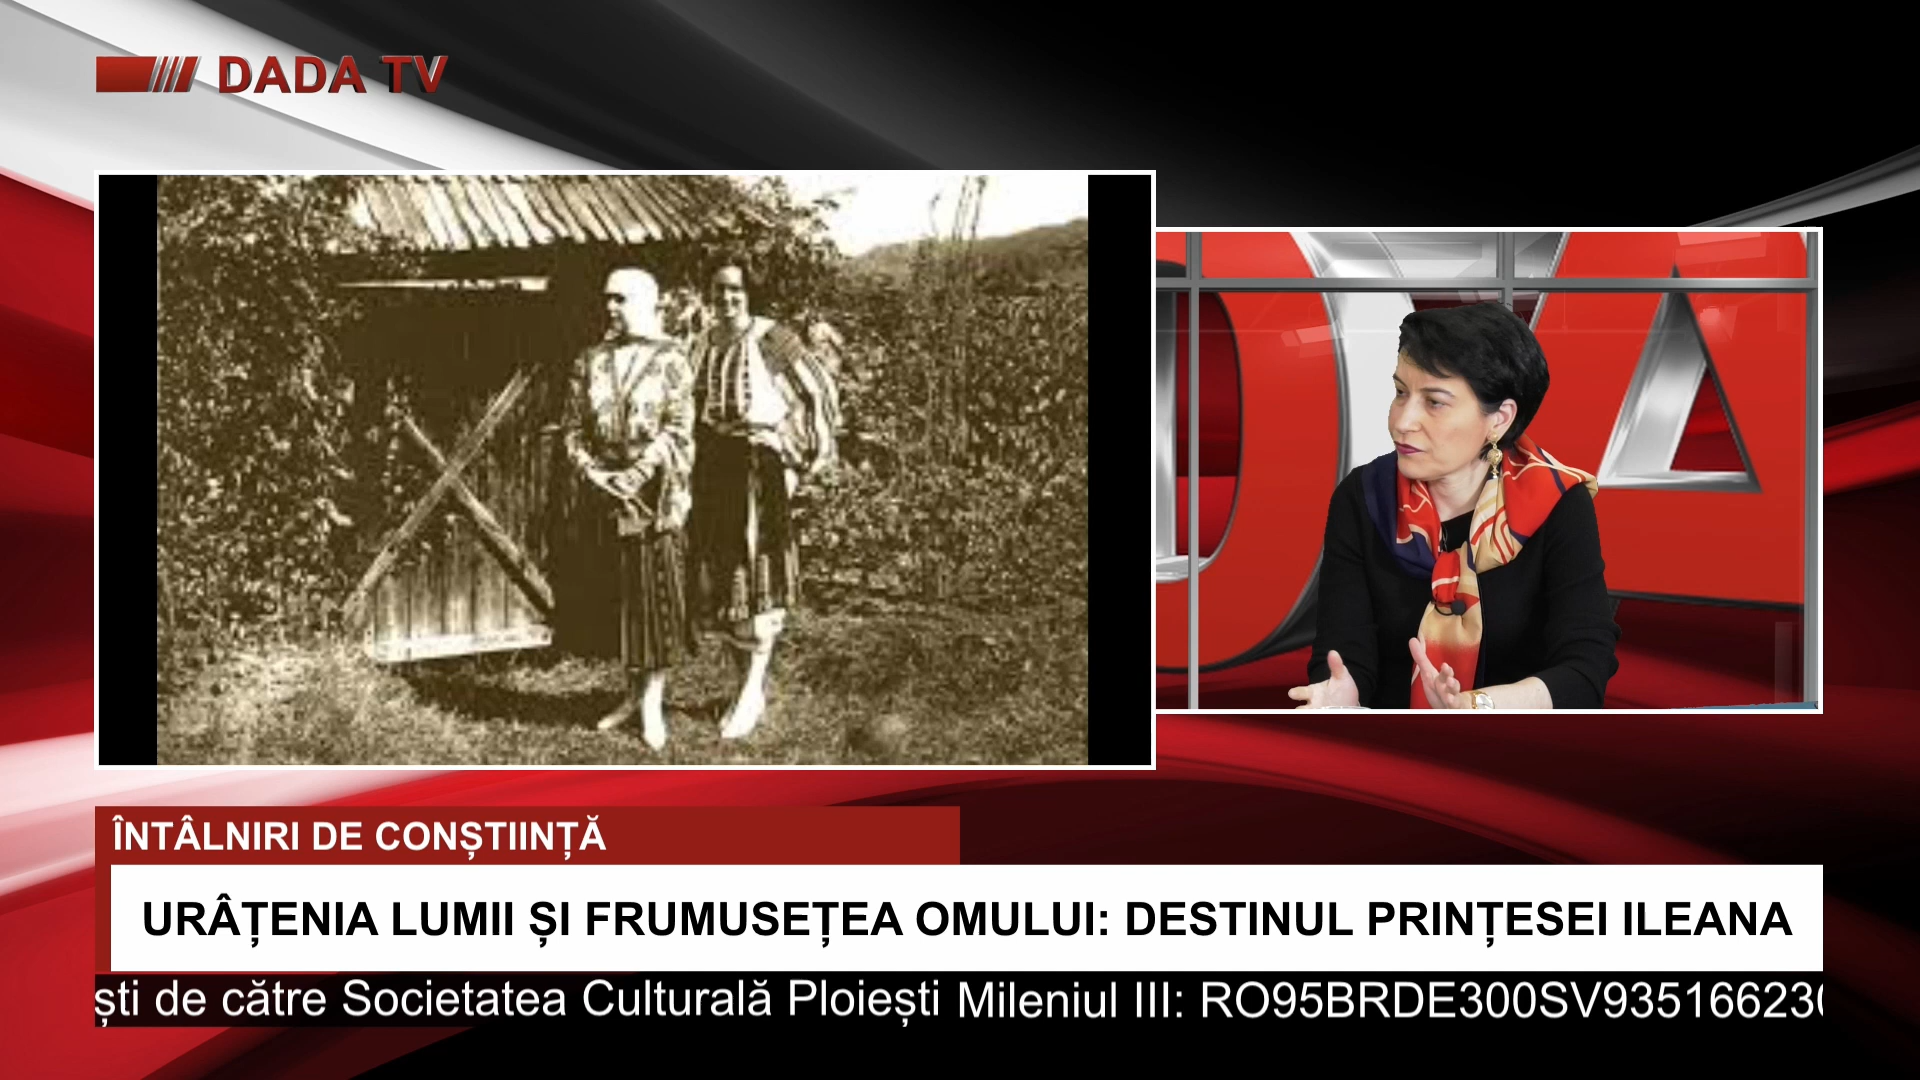 DADA TV
ÎNTÂLNIRI DE CONȘTIINȚĂ
URÂȚENIA LUMII ȘI FRUMUSEȚEA OMULUI: DESTINUL PRINȚESEI ILEANA
ști de către Societatea Culturală Ploiești Mileniul III: RO95BRDE300SV93516623